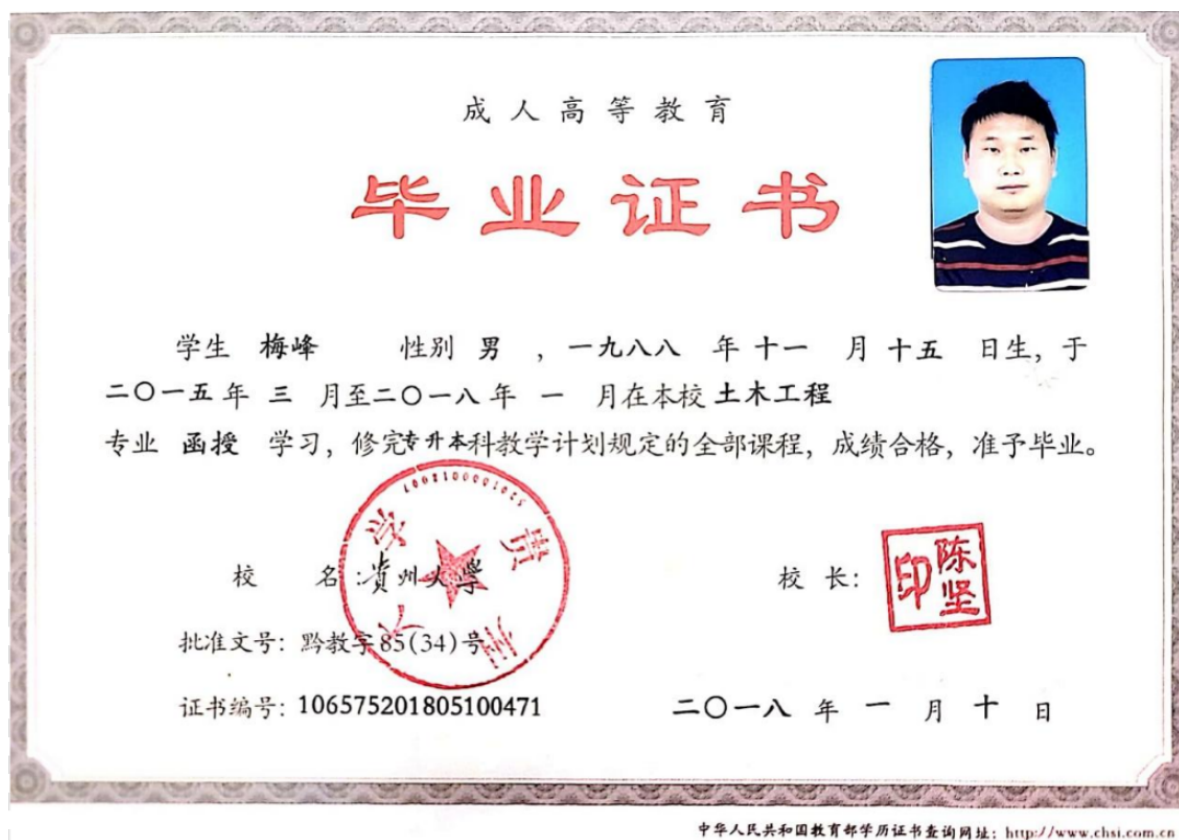 成人高等教育
毕业证书
学生 梅峰 性别 男 ，一九八八 年 十一 月 十五 日生，于
二〇一五 年 三 月至二〇一八 年 一 月在本校 土木工程
专业 函授 学习，修完专升本科教学计划规定的全部课程，成绩合格，准予毕业。
校 名：贵州大學
校 长：
陈坚印
贵州大学
批准文号：黔教字85(34)号
证书编号：106575201805100471
二〇一八 年 一 月 十 日
中华人民共和国教育部学历证书查询网址：http://www.chsi.com.cn